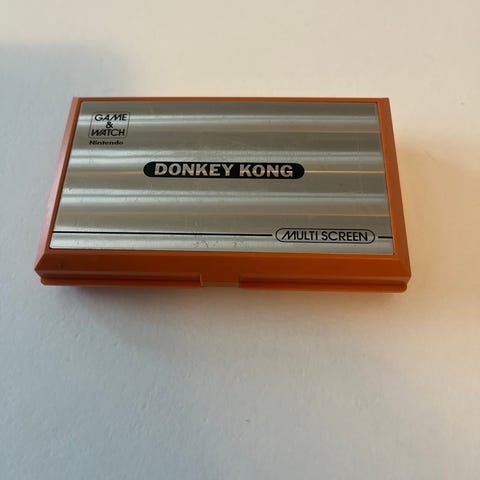 GAME
&
WATCH
Nintendo
DONKEY KONG
MULTI SCREEN